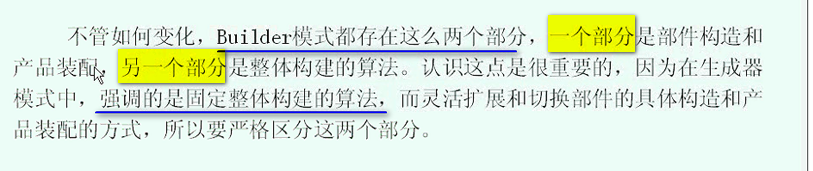 不管如何变化，Builder模式都存在这么两个部分，一个部分是部件构造和
产品装配，另一个部分是整体构建的算法。认识这点是很重要的，因为在生成器
模式中，强调的是固定整体构建的算法，而灵活扩展和切换部件的具体构造和产
品装配的方式，所以要严格区分这两个部分。